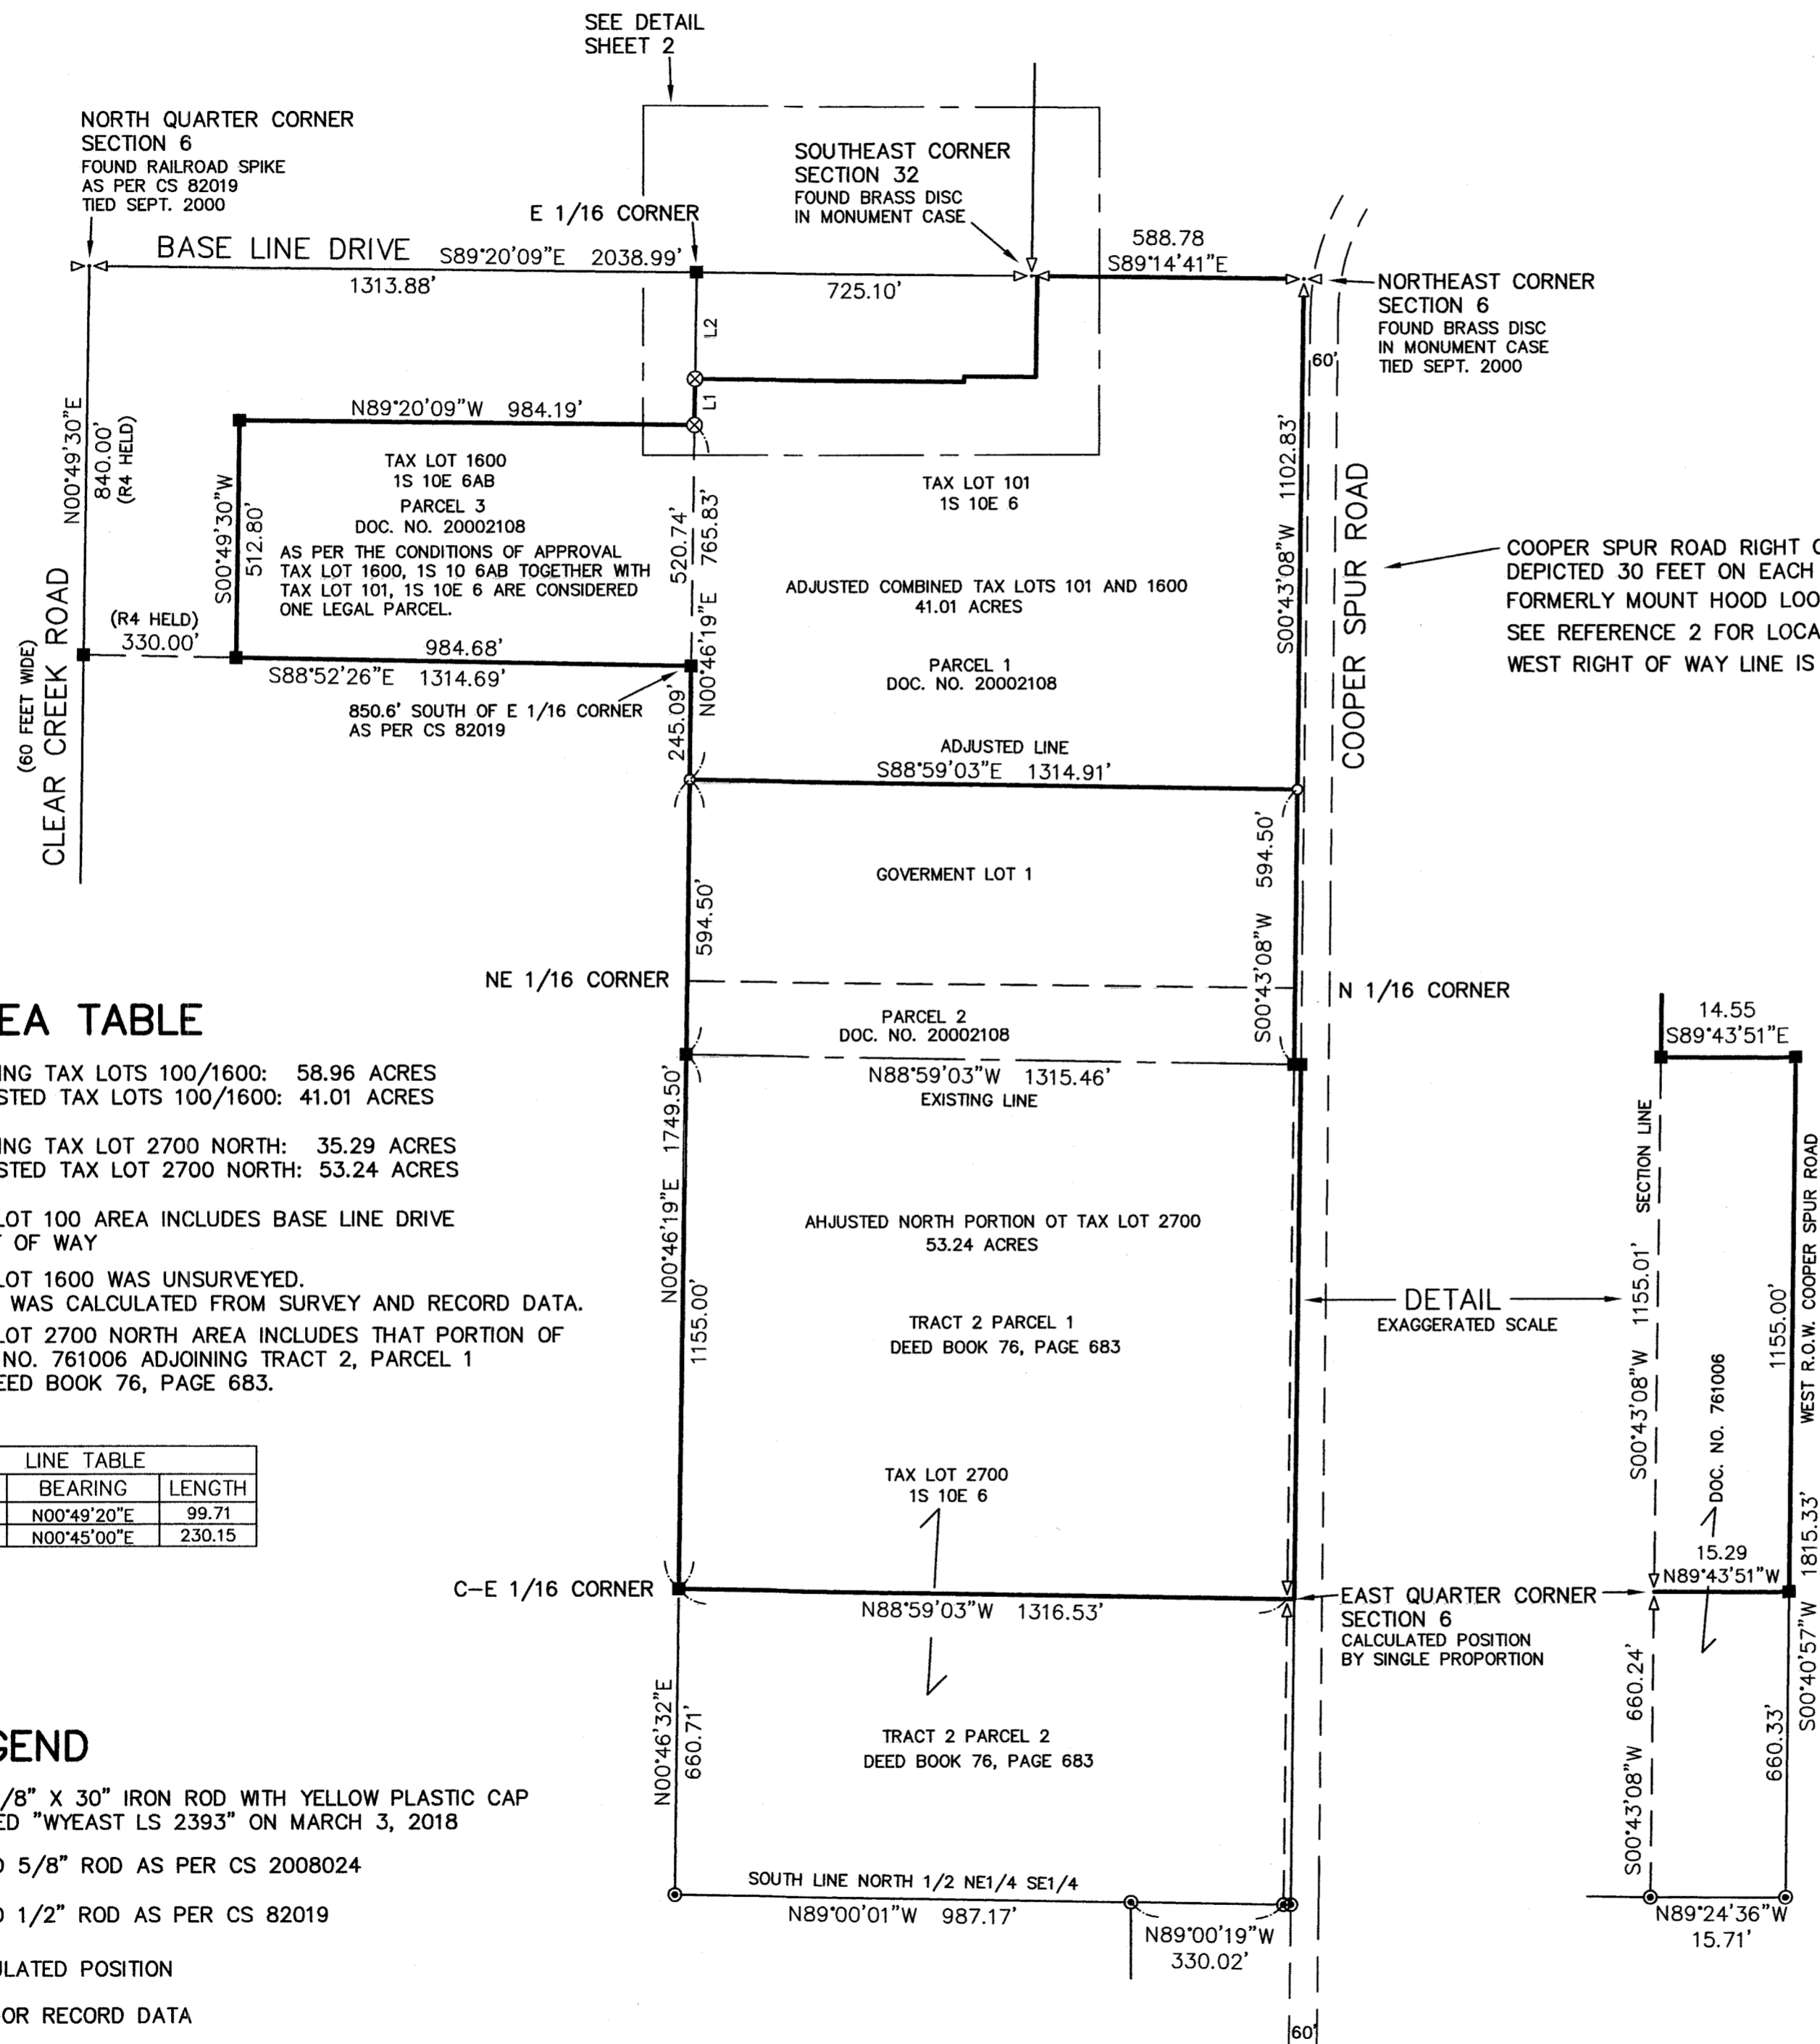 SEE DETAIL
SHEET 2
NORTH QUARTER CORNER
SECTION 6
FOUND RAILROAD SPIKE
AS PER CS 82019
TIED SEPT. 2000
SOUTHEAST CORNER
SECTION 32
FOUND BRASS DISC
IN MONUMENT CASE
E 1/16 CORNER
BASE LINE DRIVE
S89°20'09"E 2038.99'
1313.88'
725.10'
588.78
S89°14'41"E
NORTHEAST CORNER
SECTION 6
FOUND BRASS DISC
IN MONUMENT CASE
TIED SEPT. 2000
60'
L2
L1
N00°49'30"E
840.00'
(R4 HELD)
N89°20'09"W 984.19'
S00°49'30"W
512.80'
TAX LOT 1600
1S 10E 6AB
PARCEL 3
DOC. NO. 20002108
AS PER THE CONDITIONS OF APPROVAL
TAX LOT 1600, 1S 10 6AB TOGETHER WITH
TAX LOT 101, 1S 10E 6 ARE CONSIDERED
ONE LEGAL PARCEL.
520.74'
N00°46'19"E 765.83'
TAX LOT 101
1S 10E 6
ADJUSTED COMBINED TAX LOTS 101 AND 1600
41.01 ACRES
PARCEL 1
DOC. NO. 20002108
S00°43'08"W 1102.83'
COOPER SPUR ROAD
COOPER SPUR ROAD RIGHT O
DEPICTED 30 FEET ON EACH
FORMERLY MOUNT HOOD LOO
SEE REFERENCE 2 FOR LOCA
WEST RIGHT OF WAY LINE IS
(60 FEET WIDE)
CLEAR CREEK ROAD
(R4 HELD)
330.00'
984.68'
S88°52'26"E 1314.69'
850.6' SOUTH OF E 1/16 CORNER
AS PER CS 82019
245.09'
ADJUSTED LINE
S88°59'03"E 1314.91'
594.50'
GOVERMENT LOT 1
S00°43'08"W 594.50'
NE 1/16 CORNER
N 1/16 CORNER
PARCEL 2
DOC. NO. 20002108
N88°59'03"W 1315.46'
EXISTING LINE
EA TABLE
ING TAX LOTS 100/1600: 58.96 ACRES
STED TAX LOTS 100/1600: 41.01 ACRES
ING TAX LOT 2700 NORTH: 35.29 ACRES
STED TAX LOT 2700 NORTH: 53.24 ACRES
LOT 100 AREA INCLUDES BASE LINE DRIVE
T OF WAY
LOT 1600 WAS UNSURVEYED.
WAS CALCULATED FROM SURVEY AND RECORD DATA.
LOT 2700 NORTH AREA INCLUDES THAT PORTION OF
NO. 761006 ADJOINING TRACT 2, PARCEL 1
EED BOOK 76, PAGE 683.
N00°46'19"E 1749.50'
1155.00'
AHJUSTED NORTH PORTION OT TAX LOT 2700
53.24 ACRES
TRACT 2 PARCEL 1
DEED BOOK 76, PAGE 683
DETAIL
EXAGGERATED SCALE
14.55
S89°43'51"E
S00°43'08"W 1155.01' SECTION LINE
DOC. NO. 761006
1155.00'
S00°40'57"W 1815.33' WEST R.O.W. COOPER SPUR ROAD
15.29
N89°43'51"W
LINE TABLE
BEARING LENGTH
N00°49'20"E 99.71
N00°45'00"E 230.15
TAX LOT 2700
1S 10E 6
C-E 1/16 CORNER
N88°59'03"W 1316.53'
EAST QUARTER CORNER
SECTION 6
CALCULATED POSITION
BY SINGLE PROPORTION
N00°46'32"E
660.71'
TRACT 2 PARCEL 2
DEED BOOK 76, PAGE 683
S00°43'08"W 660.24'
660.33'
GEND
/8" X 30" IRON ROD WITH YELLOW PLASTIC CAP
ED "WYEAST LS 2393" ON MARCH 3, 2018
D 5/8" ROD AS PER CS 2008024
D 1/2" ROD AS PER CS 82019
ULATED POSITION
OR RECORD DATA
SOUTH LINE NORTH 1/2 NE1/4 SE1/4
N89°00'01"W 987.17'
N89°00'19"W
330.02'
N89°24'36"W
15.71'
60'